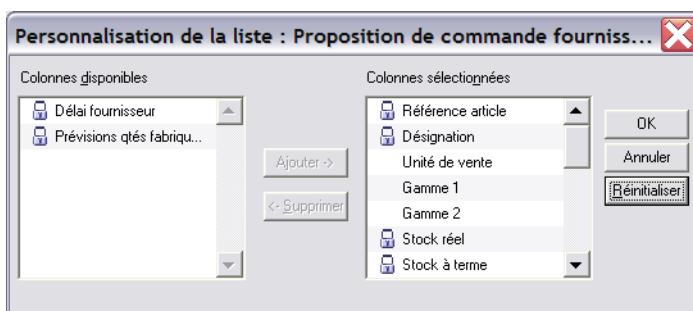 Personnalisation de la liste : Proposition de commande fourniss...
Colonnes disponibles
Délai fournisseur
Prévisions qtés fabriqu...
Ajouter ->
<- Supprimer
Colonnes sélectionnées
Référence article
Désignation
Unité de vente
Gamme 1
Gamme 2
Stock réel
Stock à terme
OK
Annuler
Réinitialiser